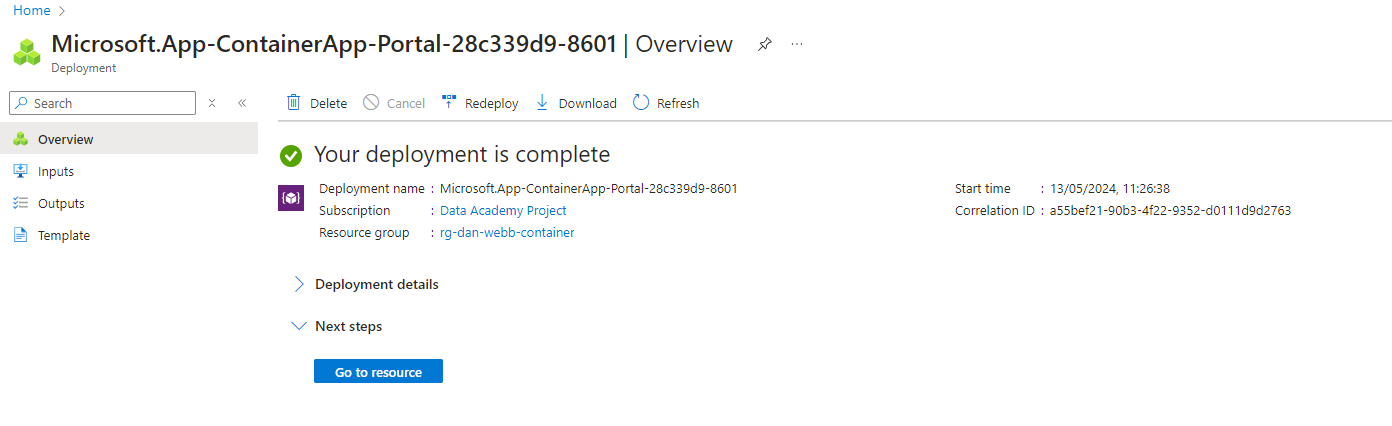 Home
Microsoft.App-ContainerApp-Portal-28c339d9-8601 | Overview
Deployment
Search
Delete
Cancel
Redeploy
Download
Refresh
Overview
Inputs
Outputs
Template
Your deployment is complete
Deployment name : Microsoft.App-ContainerApp-Portal-28c339d9-8601
Subscription : Data Academy Project
Resource group : rg-dan-webb-container
Start time : 13/05/2024, 11:26:38
Correlation ID : a55bef21-90b3-4f22-9352-d0111d9d2763
Deployment details
Next steps
Go to resource